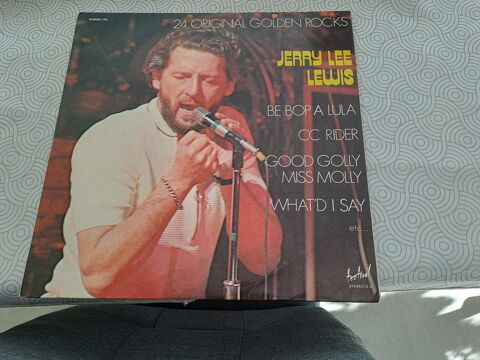 24 ORIGINAL GOLDEN ROCKS
JERRY LEE
LEWIS
BE BOP A LULA
CC RIDER
GOOD GOLLY
MISS MOLLY
WHAT'D I SAY
etc...
festival
STEREO